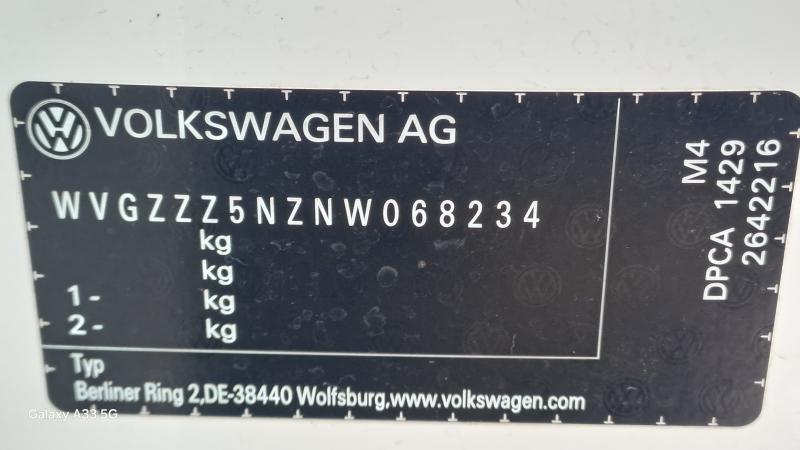 VOLKSWAGEN AG
WVGZZZ5NZNW068234
kg
kg
1- kg
2- kg
Typ
Berliner Ring 2,DE-38440 Wolfsburg,www.volkswagen.com
M4
DPCA 1429
2642216
Galaxy A33 5G